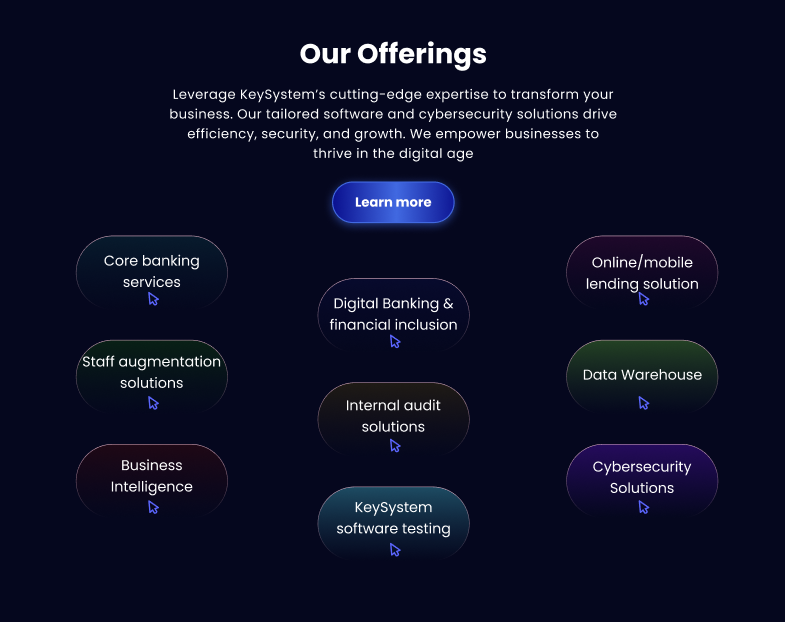 Our Offerings
Leverage KeySystem’s cutting-edge expertise to transform your
business. Our tailored software and cybersecurity solutions drive
efficiency, security, and growth. We empower businesses to
thrive in the digital age
Learn more
Core banking
services
Staff augmentation
solutions
Business
Intelligence
Digital Banking &
financial inclusion
Internal audit
solutions
KeySystem
software testing
Online/mobile
lending solution
Data Warehouse
Cybersecurity
Solutions